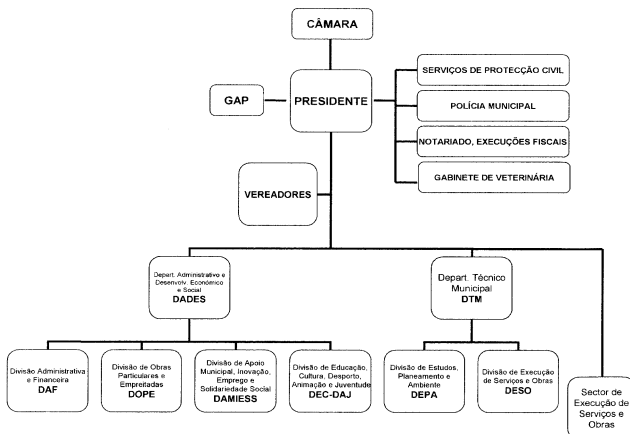 CÂMARA
GAP
PRESIDENTE
SERVIÇOS DE PROTECÇÃO CIVIL
POLÍCIA MUNICIPAL
NOTARIADO, EXECUÇÕES FISCAIS
GABINETE DE VETERINÁRIA
VEREADORES
Depart. Administrativo e
Desenvolv. Económico
e Social
DADES
Depart. Técnico
Municipal
DTM
Divisão Administrativa
e Financeira
DAF
Divisão de Obras
Particulares e
Empreitadas
DOPE
Divisão de Apoio
Municipal, Inovação,
Emprego e
Solidariedade Social
DAMIESS
Divisão de Educação,
Cultura, Desporto,
Animação e Juventude
DEC-DAJ
Divisão de Estudos,
Planeamento e
Ambiente
DEPA
Divisão de Execução
de Serviços e Obras
DESO
Sector de
Execução de
Serviços e
Obras